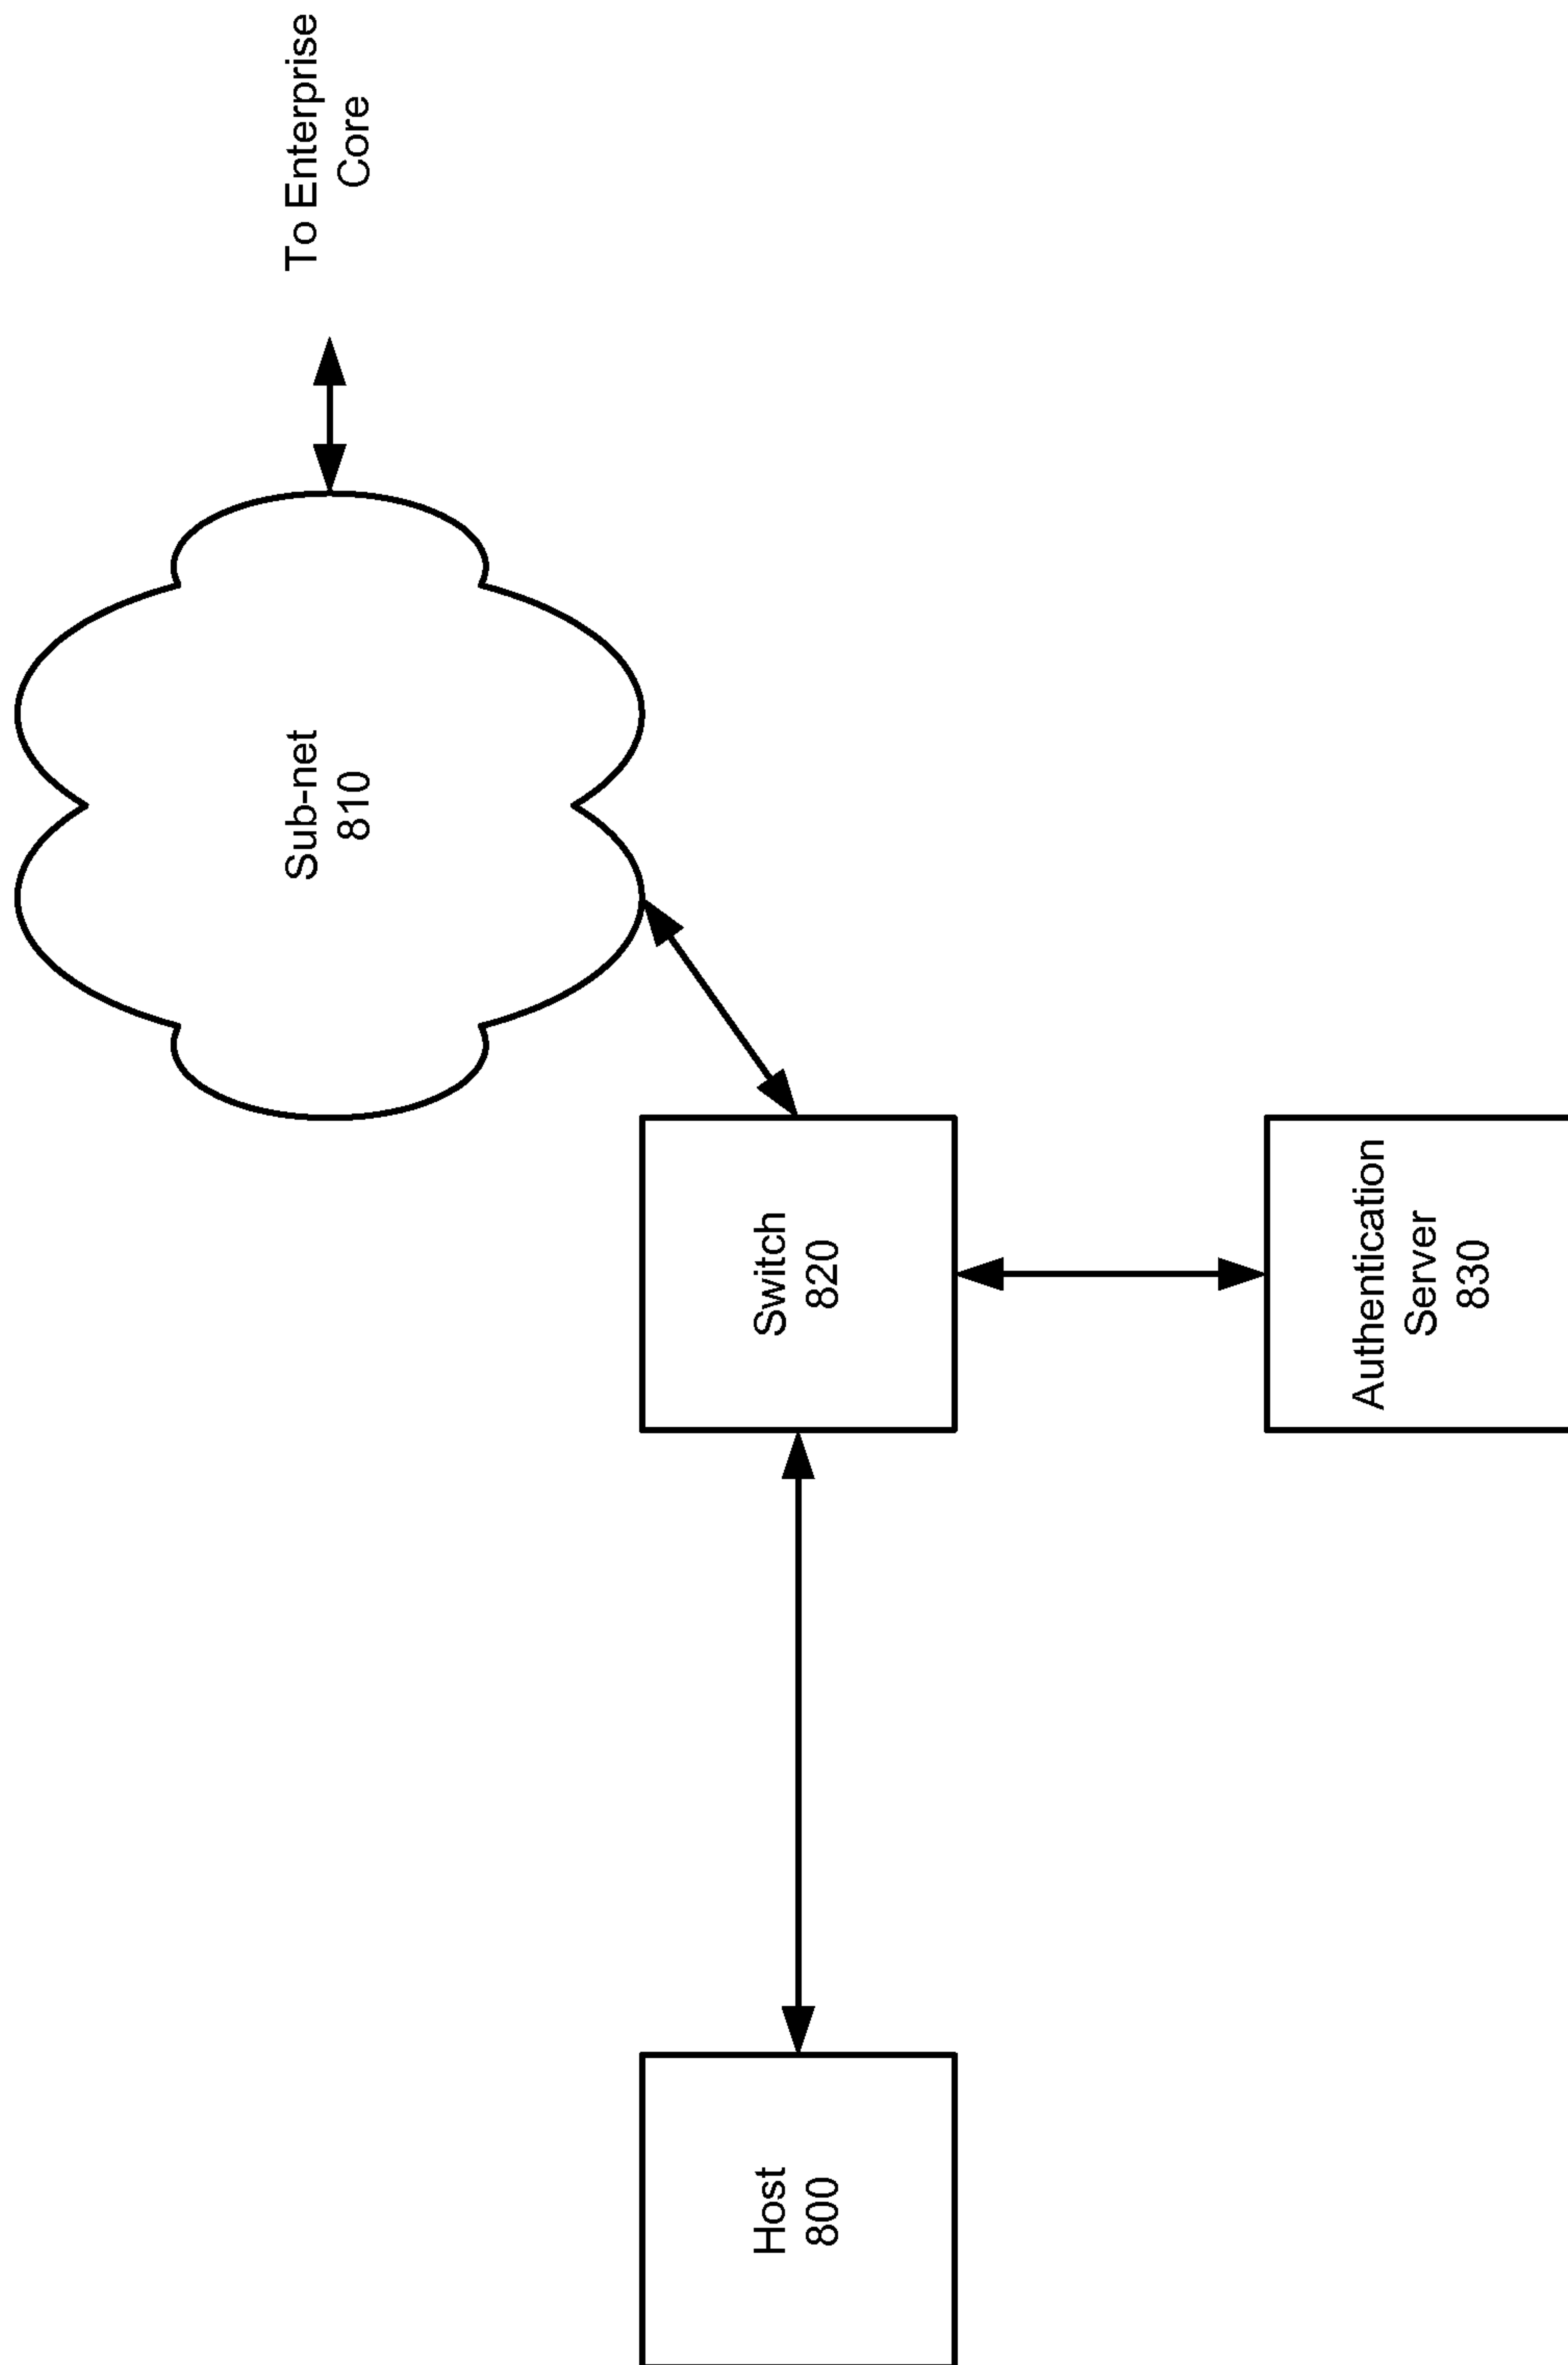 To Enterprise
Core
Sub-net
810
Switch
820
Authentication
Server
830
Host
800